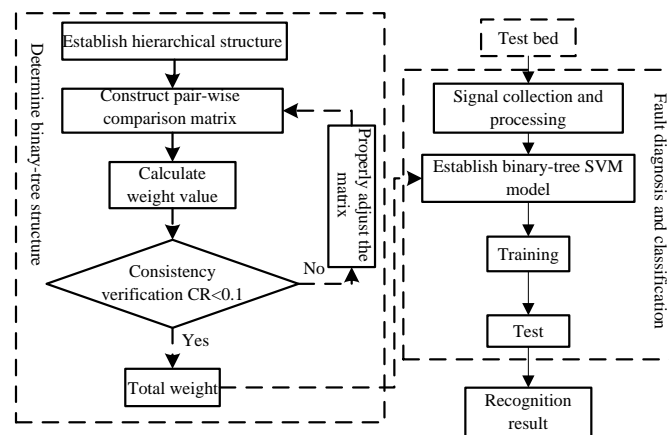 Determine binary-tree structure
Establish hierarchical structure
Construct pair-wise
comparison matrix
Calculate
weight value
Consistency
verification CR<0.1
No
Properly adjust the
matrix
Yes
Total weight
Test bed
Signal collection and
processing
Establish binary-tree SVM
model
Training
Test
Recognition
result
Fault diagnosis and classification